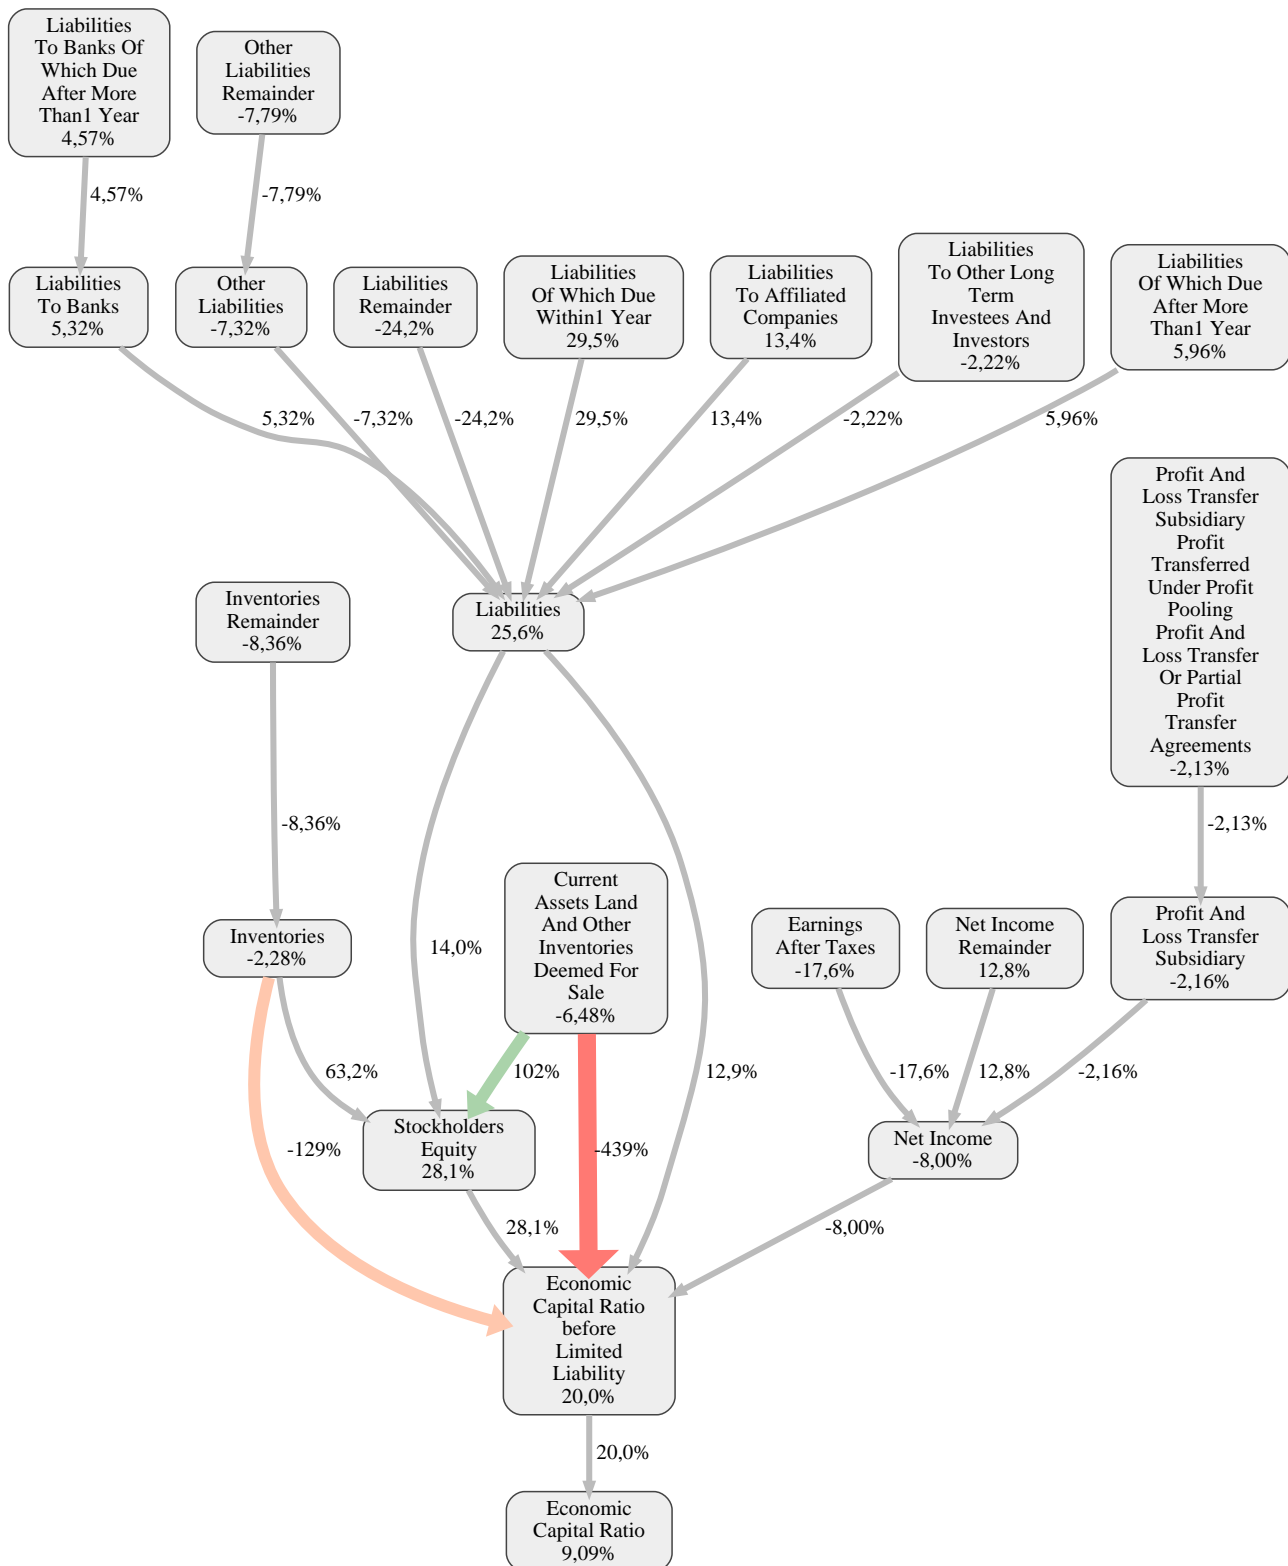 Liabilities
To Banks Of
Which Due
After More
Than1 Year
4,57%
Other
Liabilities
Remainder
-7,79%
4,57%
-7,79%
Liabilities
To Banks
5,32%
Other
Liabilities
-7,32%
Liabilities
Remainder
-24,2%
Liabilities
Of Which Due
Within1 Year
29,5%
Liabilities
To Affiliated
Companies
13,4%
Liabilities
To Other Long
Term
Investees And
Investors
-2,22%
Liabilities
Of Which Due
After More
Than1 Year
5,96%
5,32%
-7,32%
-24,2%
29,5%
13,4%
-2,22%
5,96%
Profit And
Loss Transfer
Subsidiary
Profit
Transferred
Under Profit
Pooling
Profit And
Loss Transfer
Or Partial
Profit
Transfer
Agreements
-2,13%
Inventories
Remainder
-8,36%
Liabilities
25,6%
-8,36%
-2,13%
Inventories
-2,28%
14,0%
Current
Assets Land
And Other
Inventories
Deemed For
Sale
-6,48%
12,9%
Earnings
After Taxes
-17,6%
Net Income
Remainder
12,8%
Profit And
Loss Transfer
Subsidiary
-2,16%
63,2%
102%
-439%
-17,6%
12,8%
-2,16%
-129%
Stockholders
Equity
28,1%
Net Income
-8,00%
28,1%
-8,00%
Economic
Capital Ratio
before
Limited
Liability
20,0%
20,0%
Economic
Capital Ratio
9,09%